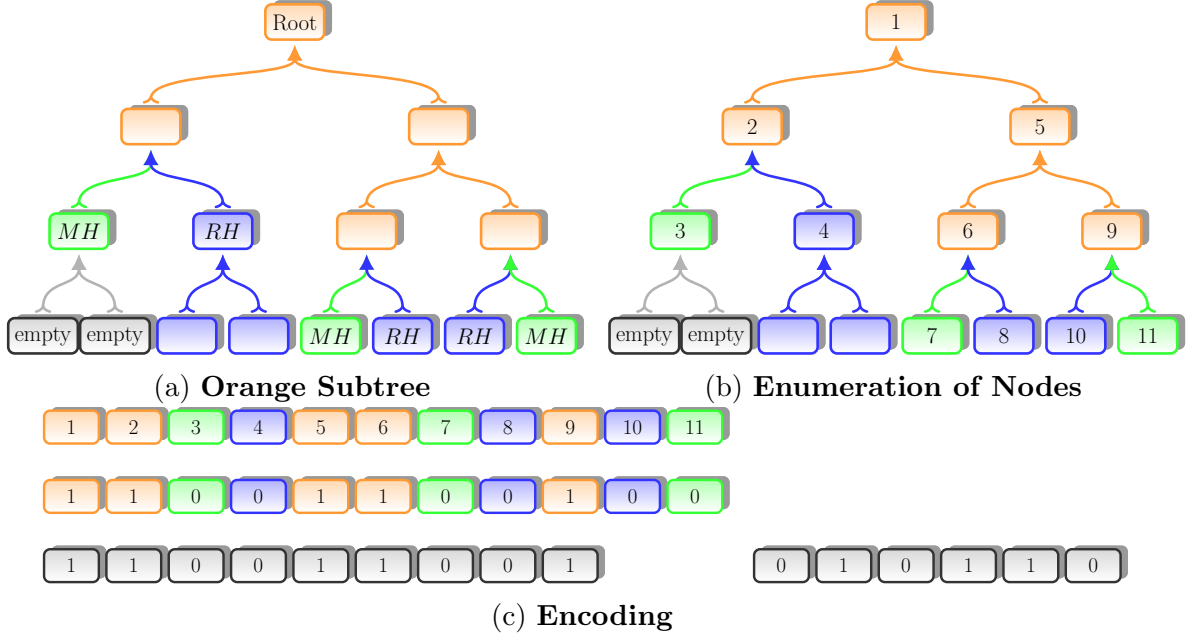 Root
MH RH
empty empty MH RH RH MH
(a) Orange Subtree
1
2 5
3 4 6 9
empty empty 7 8 10 11
(b) Enumeration of Nodes
1 2 3 4 5 6 7 8 9 10 11
1 1 0 0 1 1 0 0 1 0 0
1 1 0 0 1 1 0 0 1 0 1 0 1 1 0
(c) Encoding